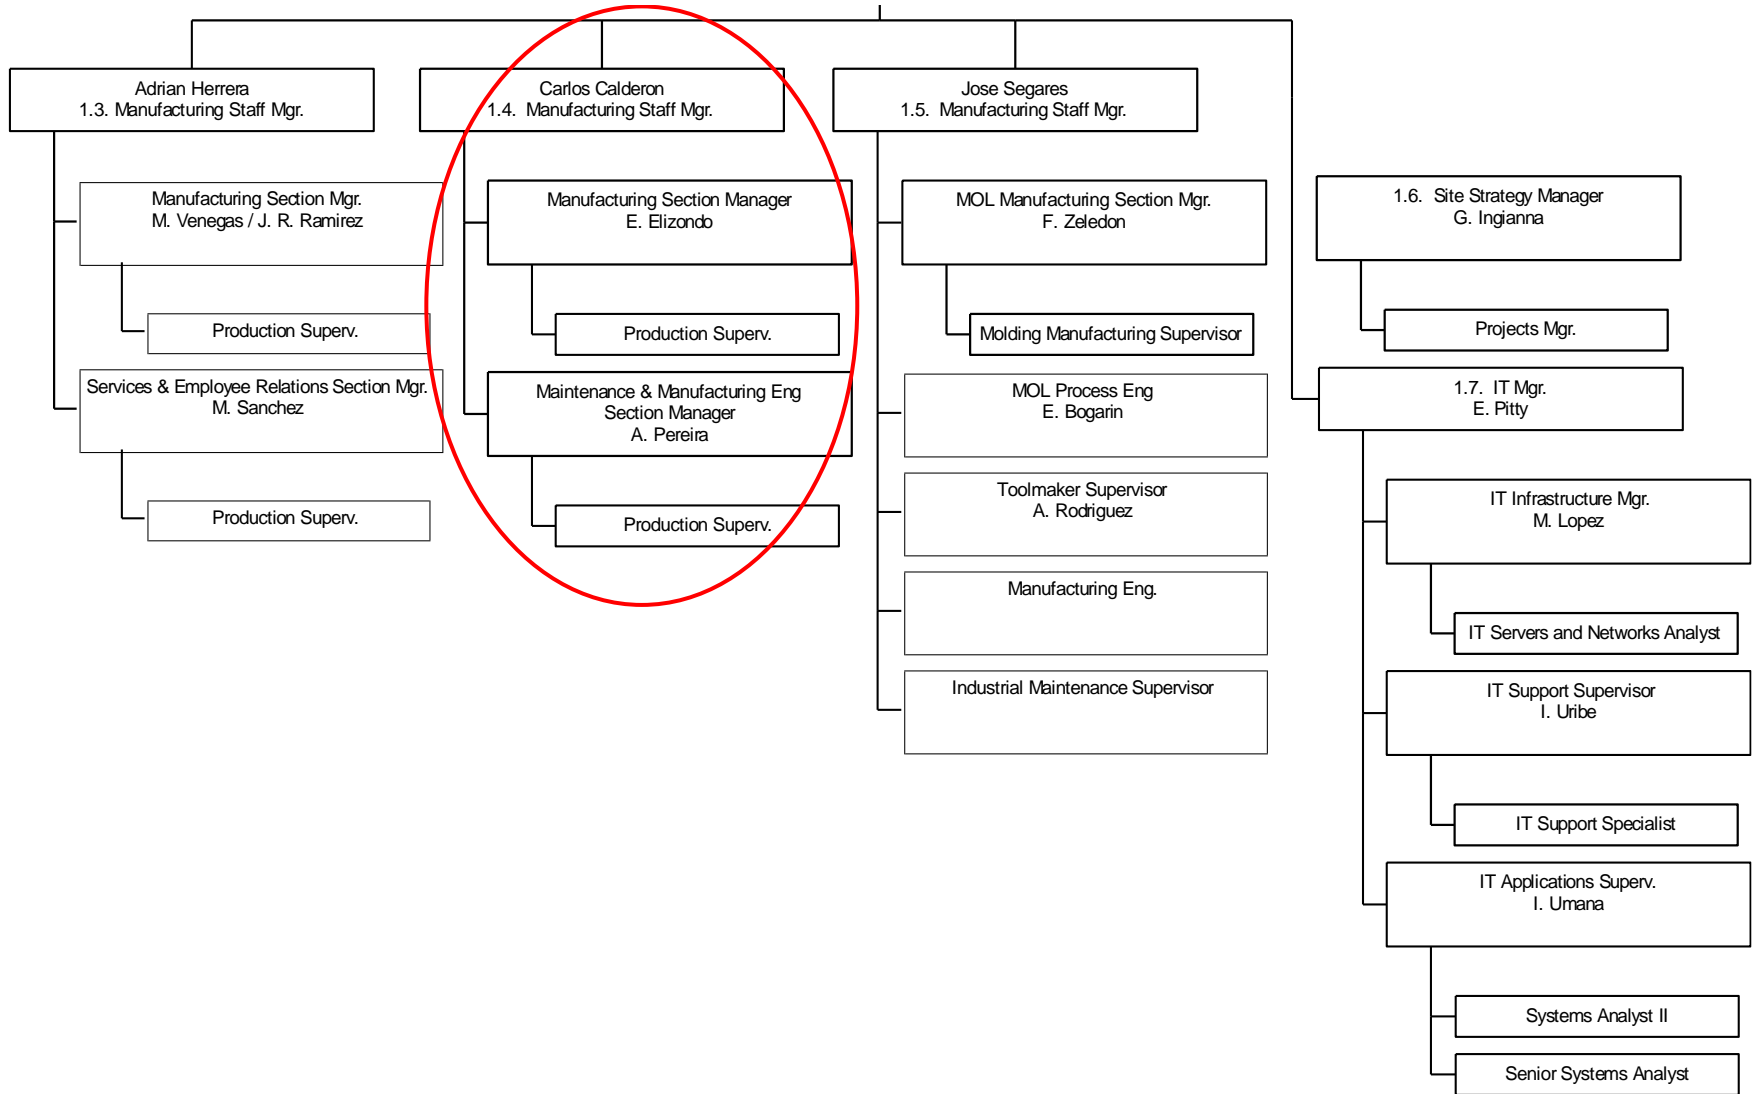 Adrian Herrera
1.3. Manufacturing Staff Mgr.
Manufacturing Section Mgr.
M. Venegas / J. R. Ramirez
Production Superv.
Services & Employee Relations Section Mgr.
M. Sanchez
Production Superv.
Carlos Calderon
1.4. Manufacturing Staff Mgr.
Manufacturing Section Manager
E. Elizondo
Production Superv.
Maintenance & Manufacturing Eng
Section Manager
A. Pereira
Production Superv.
Jose Segares
1.5. Manufacturing Staff Mgr.
MOL Manufacturing Section Mgr.
F. Zeledon
Molding Manufacturing Supervisor
MOL Process Eng
E. Bogarin
Toolmaker Supervisor
A. Rodriguez
Manufacturing Eng.
Industrial Maintenance Supervisor
1.6. Site Strategy Manager
G. Ingianna
Projects Mgr.
1.7. IT Mgr.
E. Pitty
IT Infrastructure Mgr.
M. Lopez
IT Servers and Networks Analyst
IT Support Supervisor
I. Uribe
IT Support Specialist
IT Applications Superv.
I. Umana
Systems Analyst II
Senior Systems Analyst